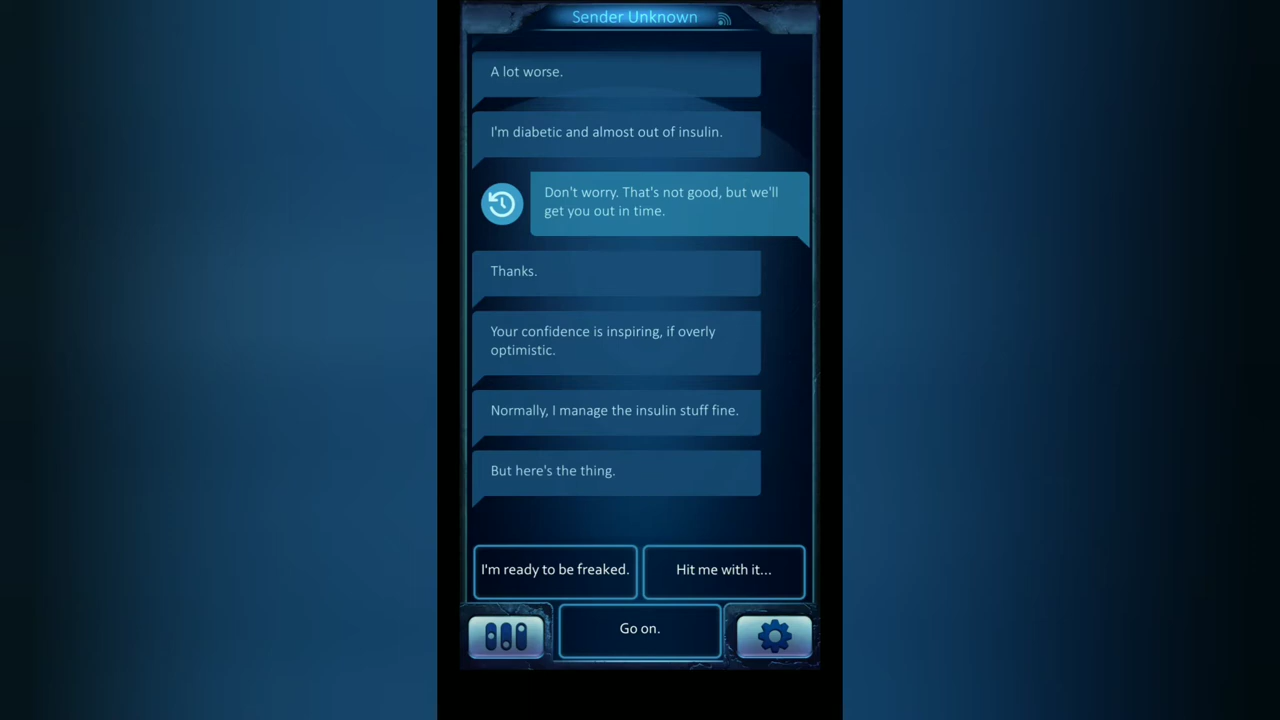 Sender Unknown
A lot worse.
I'm diabetic and almost out of insulin.
Don't worry. That's not good, but we'll
get you out in time.
Thanks.
Your confidence is inspiring, if overly
optimistic.
Normally, I manage the insulin stuff fine.
But here's the thing.
I'm ready to be freaked.
Hit me with it...
Go on.